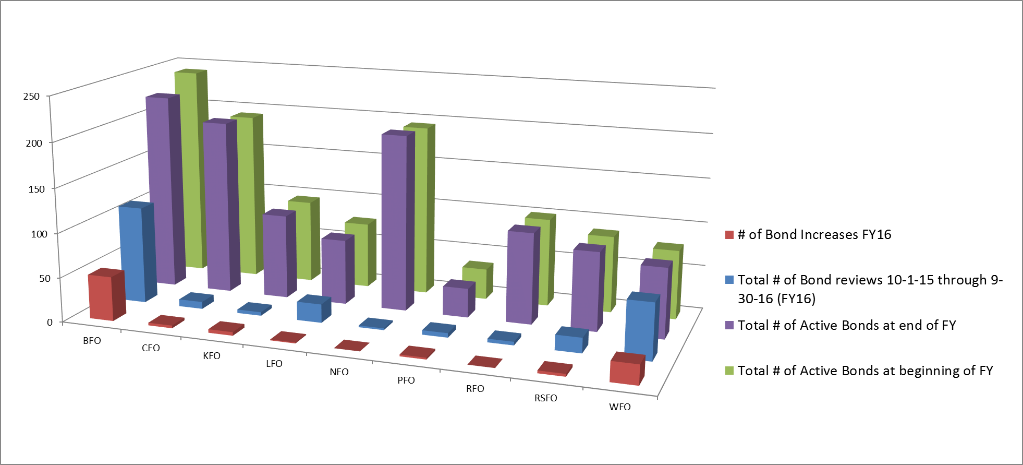 250
200
150
100
50
0
BFO
CFO
KFO
LFO
NFO
PFO
RFO
RSFO
WFO
# of Bond Increases FY16
Total # of Bond reviews 10-1-15 through 9-
30-16 (FY16)
Total # of Active Bonds at end of FY
Total # of Active Bonds at beginning of FY